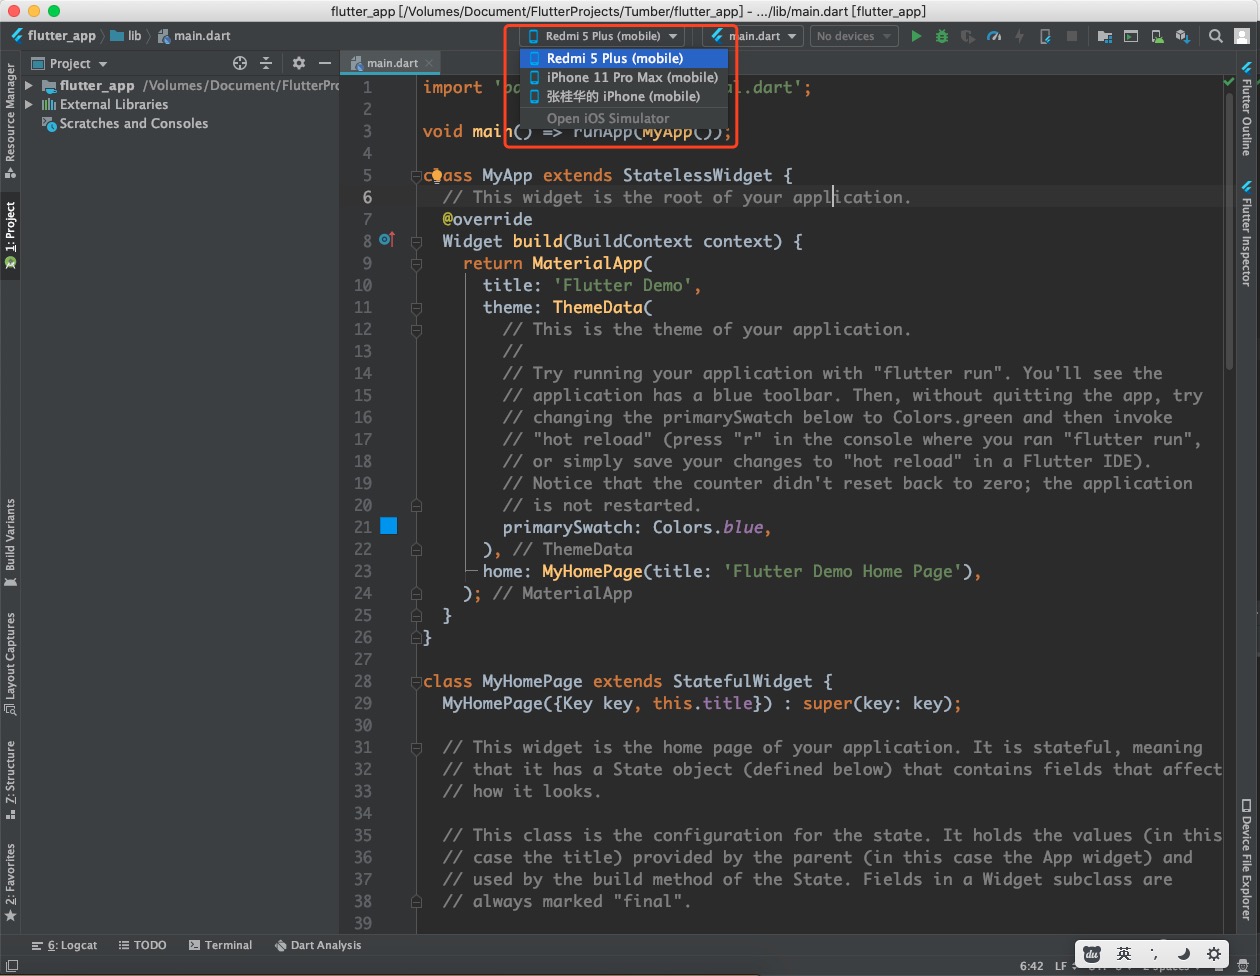 flutter_app [/Volumes/Document/FlutterProjects/Tumber/flutter_app] - .../lib/main.dart [flutter_app]
flutter_app lib main.dart Redmi 5 Plus (mobile) main.dart No devices
Redmi 5 Plus (mobile)
iPhone 11 Pro Max (mobile)
张桂华的 iPhone (mobile)
Open iOS Simulator
Project
main.dart
flutter_app /Volumes/Document/FlutterPro
External Libraries
Scratches and Consoles
Resource Manager
1: Project
Build Variants
Layout Captures
Z: Structure
2: Favorites
1 import 'pa al.dart';
2
3 void main() => runApp(MyApp());
4
5 class MyApp extends StatelessWidget {
6 // This widget is the root of your application.
7 @override
8 Widget build(BuildContext context) {
9 return MaterialApp(
10 title: 'Flutter Demo',
11 theme: ThemeData(
12 // This is the theme of your application.
13 //
14 // Try running your application with "flutter run". You'll see the
15 // application has a blue toolbar. Then, without quitting the app, try
16 // changing the primarySwatch below to Colors.green and then invoke
17 // "hot reload" (press "r" in the console where you ran "flutter run",
18 // or simply save your changes to "hot reload" in a Flutter IDE).
19 // Notice that the counter didn't reset back to zero; the application
20 // is not restarted.
21 primarySwatch: Colors.blue,
22 ), // ThemeData
23 home: MyHomePage(title: 'Flutter Demo Home Page'),
24 ); // MaterialApp
25 }
26 }
27
28 class MyHomePage extends StatefulWidget {
29 MyHomePage({Key key, this.title}) : super(key: key);
30
31 // This widget is the home page of your application. It is stateful, meaning
32 // that it has a State object (defined below) that contains fields that affect
33 // how it looks.
34
35 // This class is the configuration for the state. It holds the values (in this
36 // case the title) provided by the parent (in this case the App widget) and
37 // used by the build method of the State. Fields in a Widget subclass are
38 // always marked "final".
39
Flutter Outline
Flutter Inspector
Device File Explorer
6: Logcat TODO Terminal Dart Analysis
du 英
6:42 LF